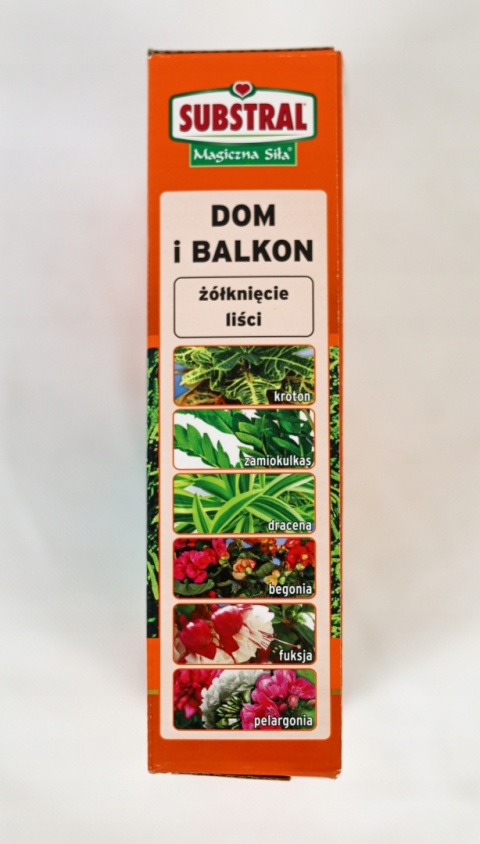 SUBSTRAL®
Magiczna Siła®
DOM
i BALKON
żółknięcie
liści
kroton
zamiokulkas
dracena
begonia
fuksja
pelargonia